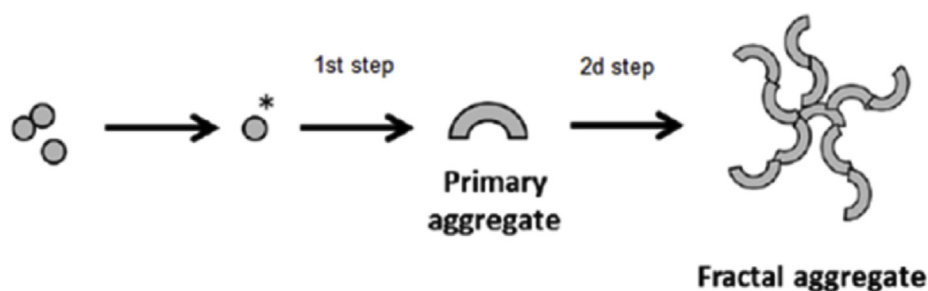 1st step
2d step
*
Primary
aggregate
Fractal aggregate